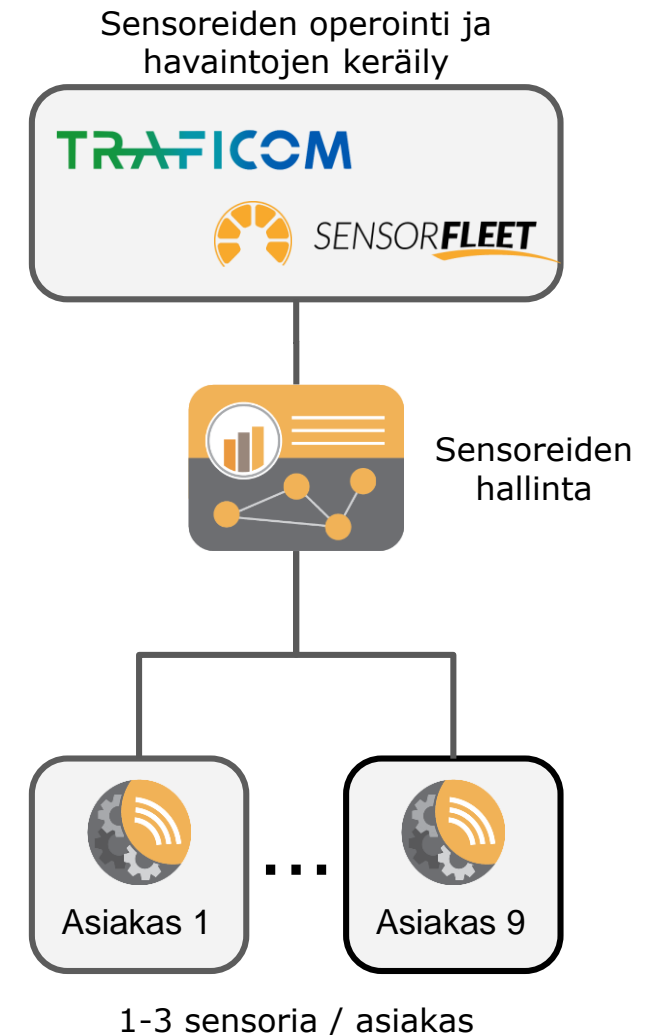 Sensoreiden operointi ja
havaintojen keräily
TRAFICOM
SENSORFLEET
Sensoreiden
hallinta
...
Asiakas 1
Asiakas 9
1-3 sensoria / asiakas